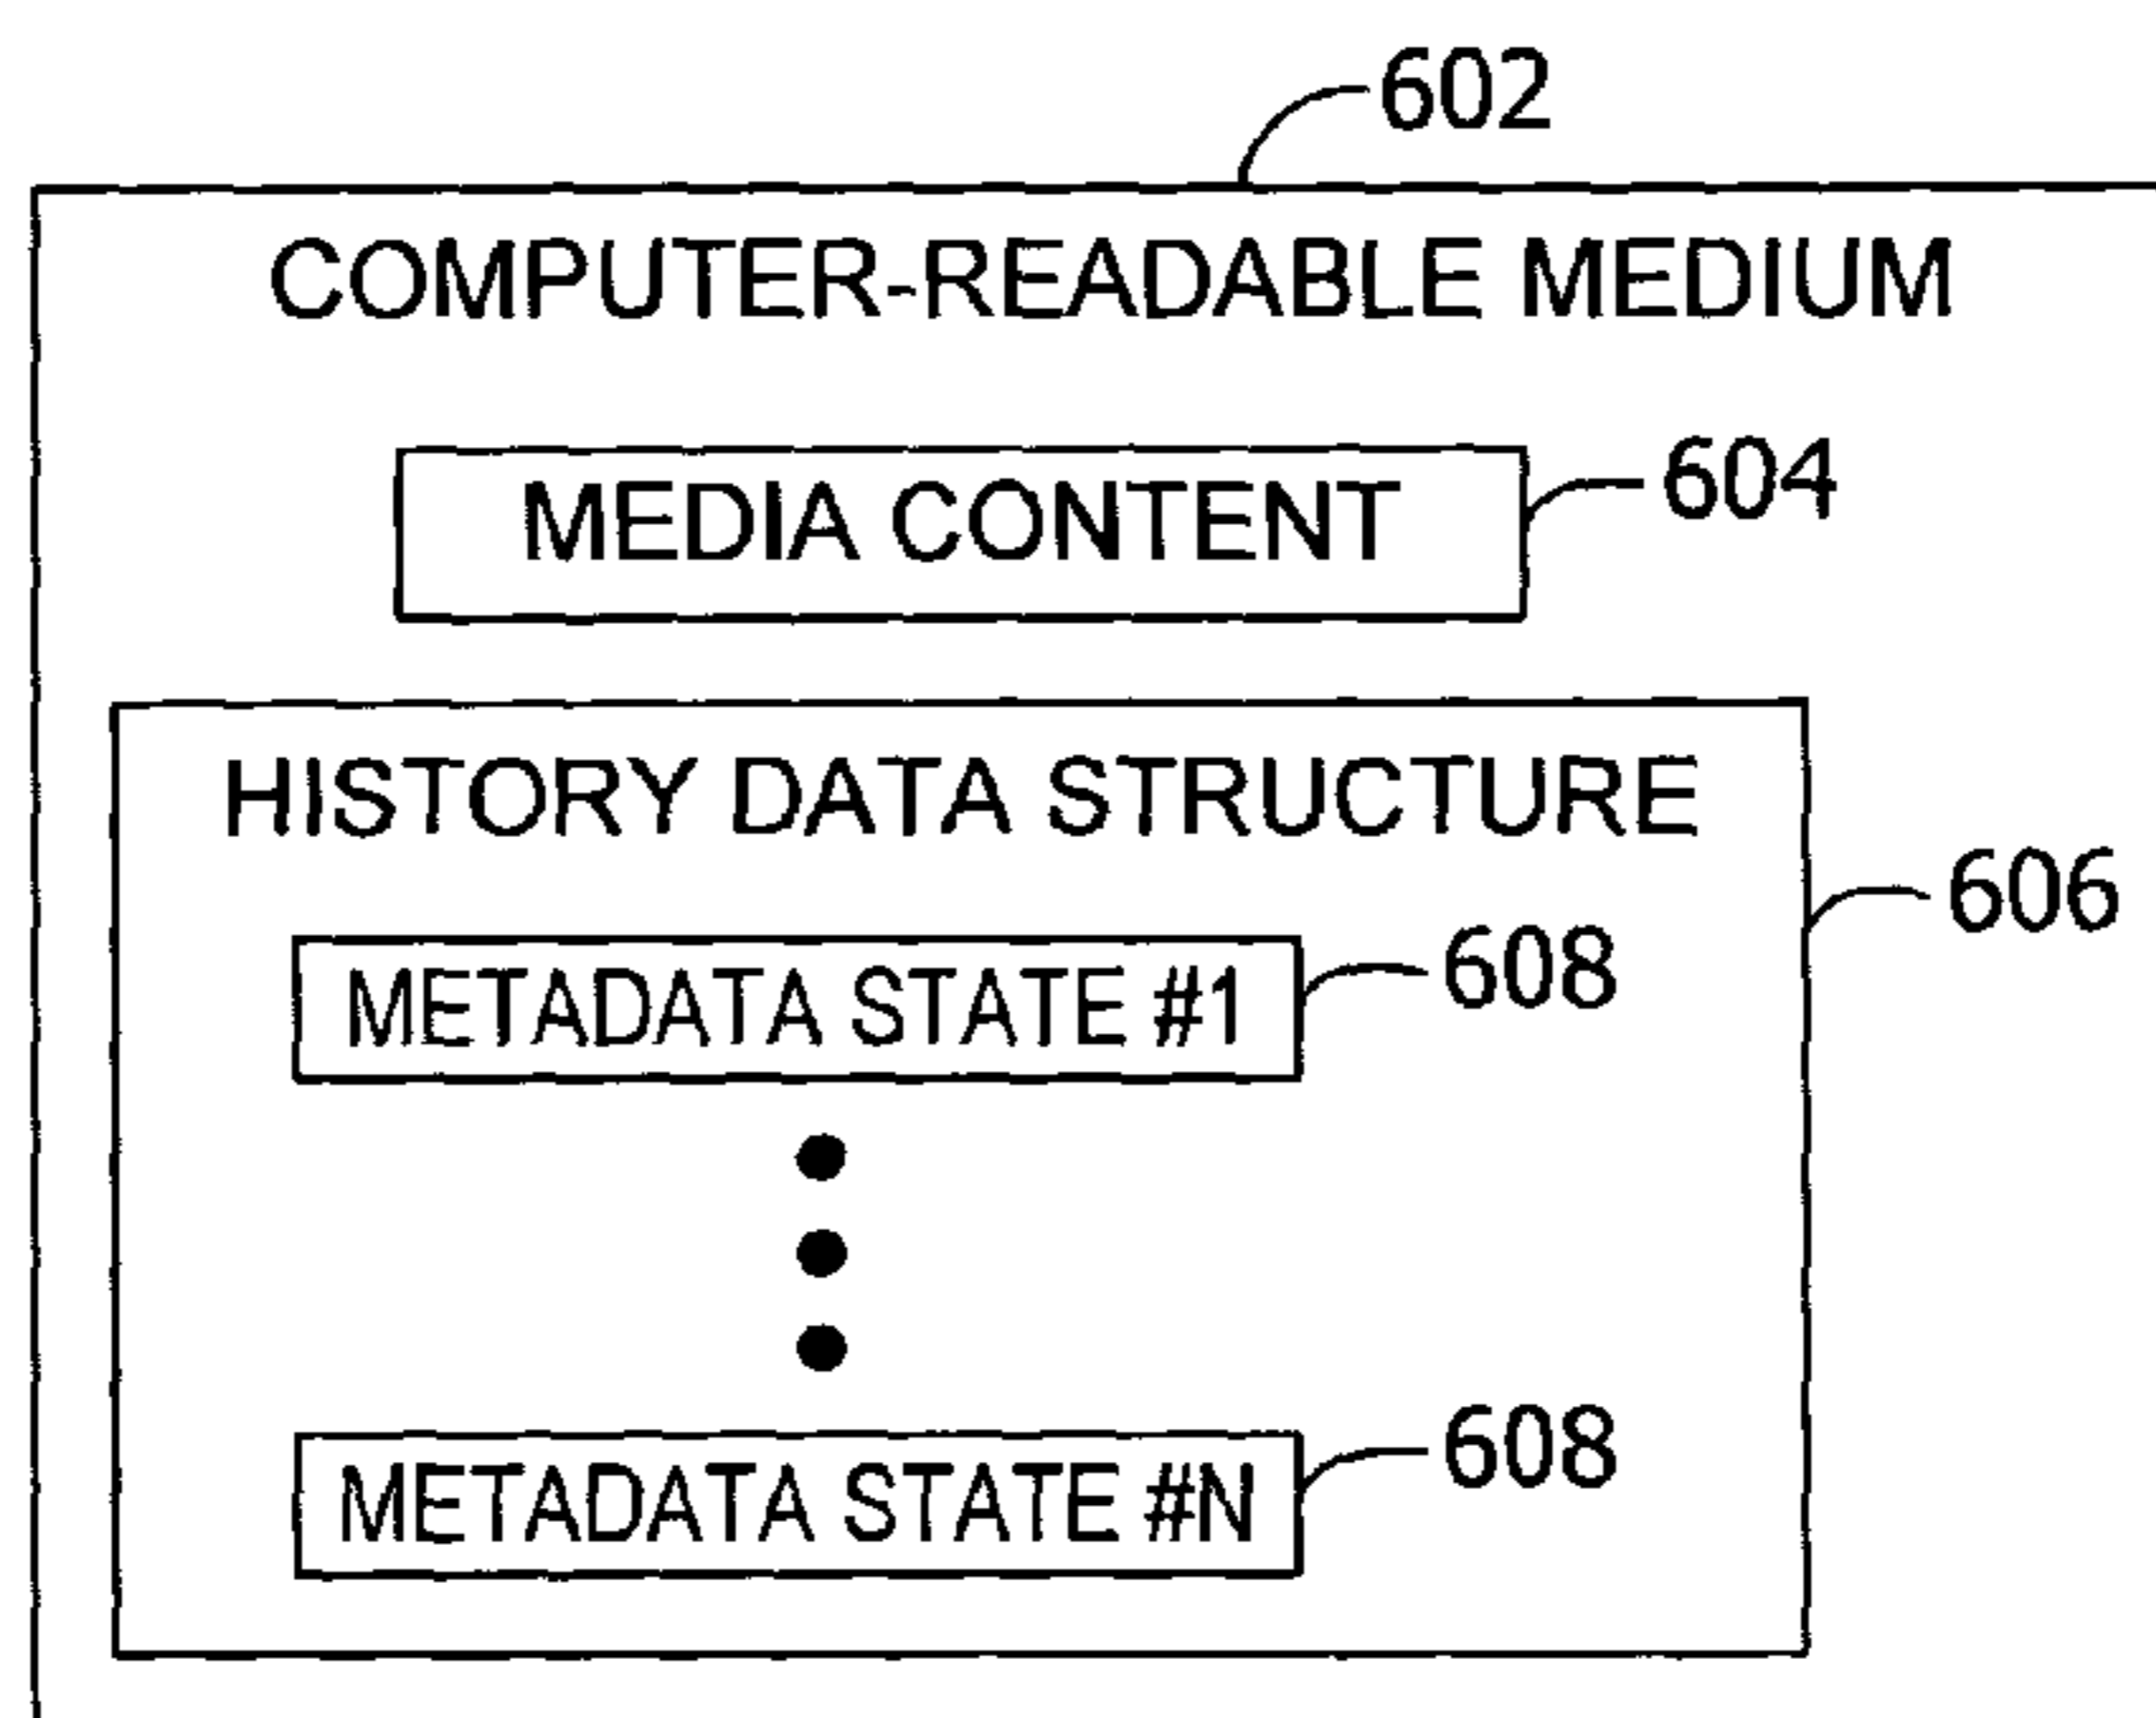 602
COMPUTER-READABLE MEDIUM
MEDIA CONTENT
604
HISTORY DATA STRUCTURE
606
METADATA STATE #1
608
METADATA STATE #N
608